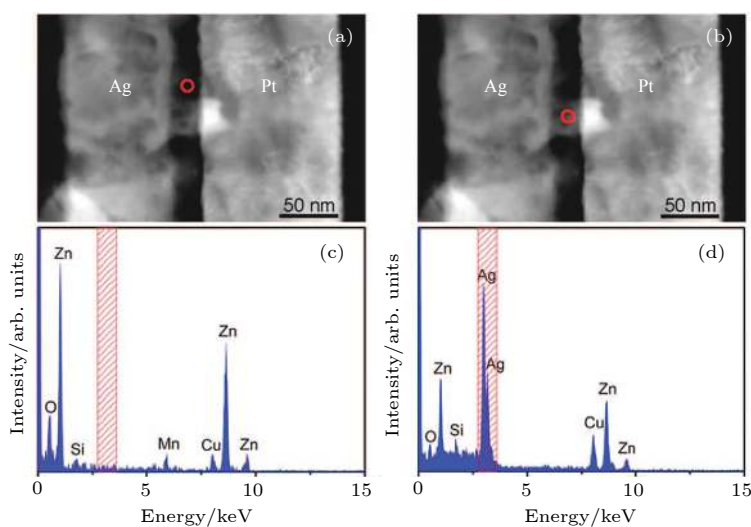 (a)
Ag
Pt
50 nm
(b)
Ag
Pt
50 nm
(c)
Intensity/arb. units
Zn
O
Si
Mn
Cu
Zn
Zn
0
5
10
15
Energy/keV
(d)
Intensity/arb. units
Ag
Ag
Zn
O
Si
Cu
Zn
Zn
0
5
10
15
Energy/keV